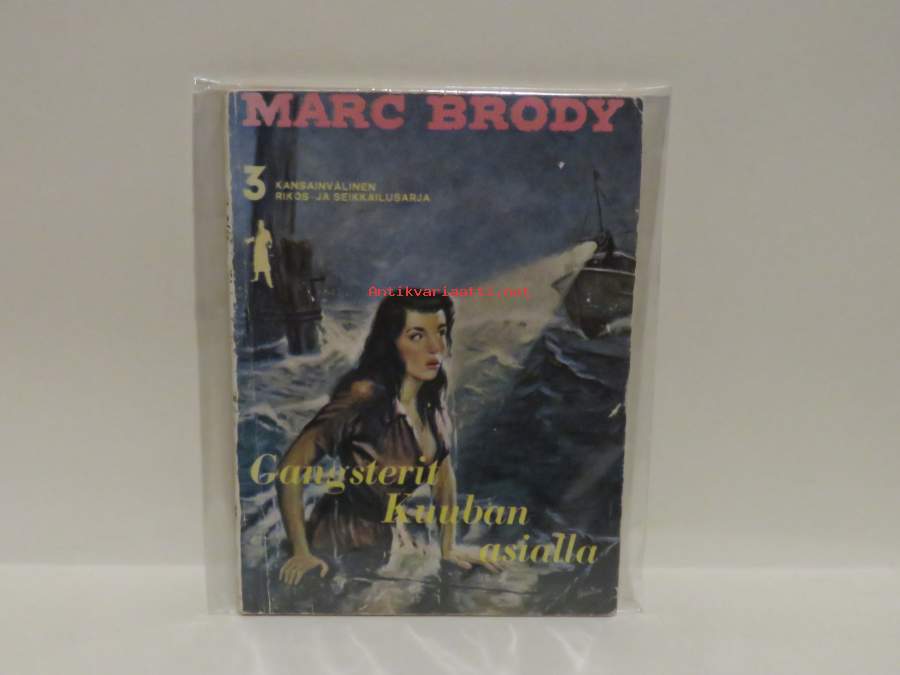 MARC BRODY
3
KANSAINVÄLINEN
RIKOS- JA SEIKKAILUSARJA
Antikvariaatti.net
Gangsterit
Kuuban
asialla